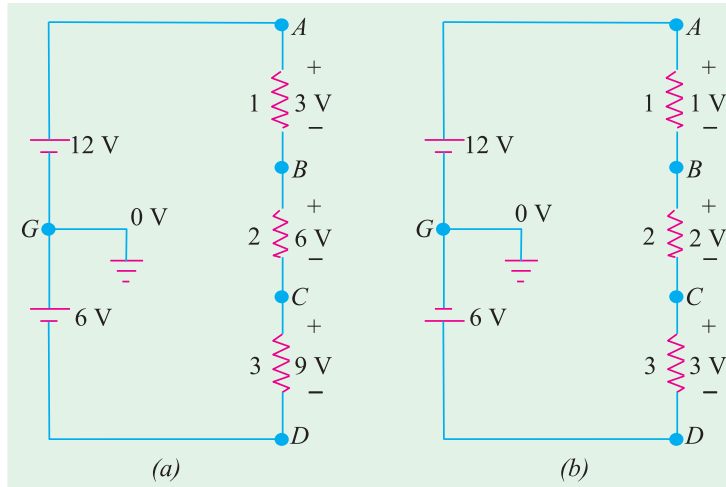 A
+
1 3 V
−
12 V
B
+
0 V
G
2 6 V
−
C
6 V
+
3 9 V
−
D
(a)
A
+
1 1 V
−
12 V
B
+
0 V
G
2 2 V
−
C
6 V
+
3 3 V
−
D
(b)